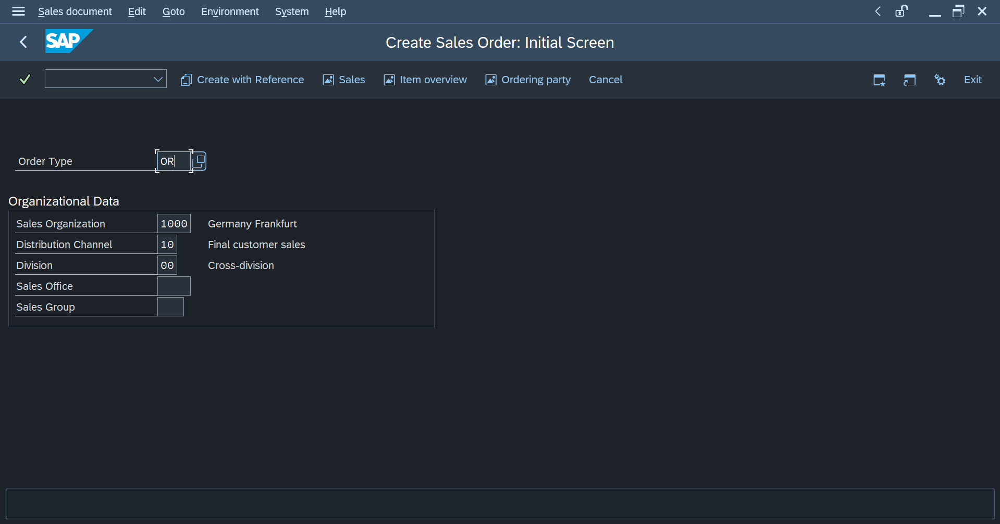 Sales document Edit Goto Environment System Help
SAP Create Sales Order: Initial Screen
Create with Reference Sales Item overview Ordering party Cancel Exit
Order Type OR
Organizational Data
Sales Organization 1000 Germany Frankfurt
Distribution Channel 10 Final customer sales
Division 00 Cross-division
Sales Office
Sales Group